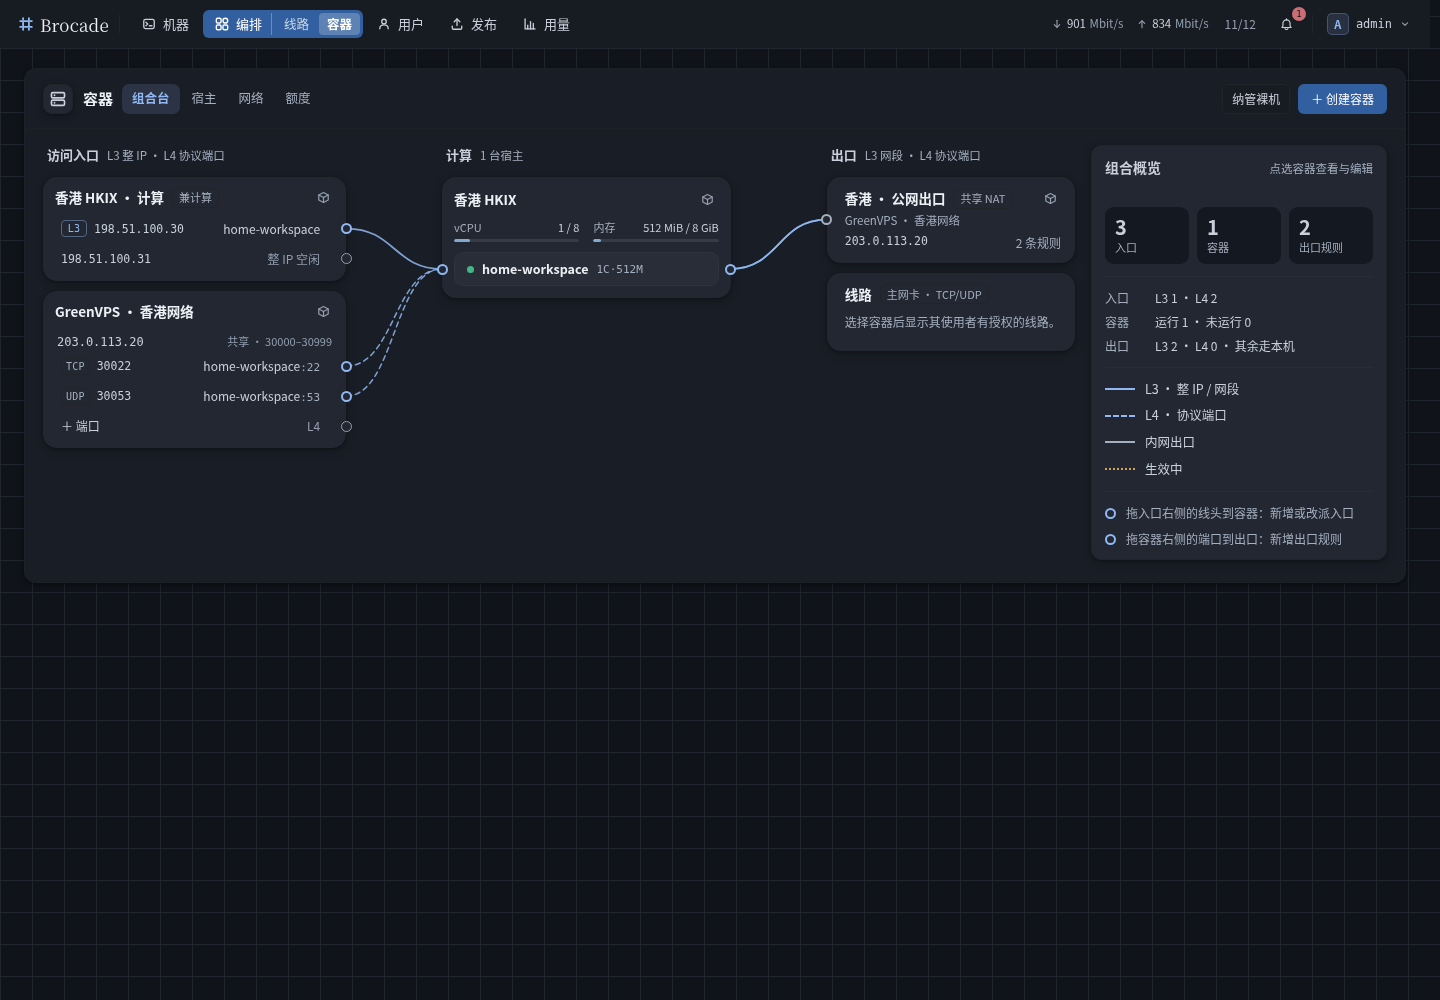 Brocade 机器 编排 线路 容器 用户 发布 用量 ↓ 901 Mbit/s ↑ 834 Mbit/s 11/12 1 A admin
容器 组合台 宿主 网络 额度 纳管裸机 + 创建容器
访问入口 L3 整 IP · L4 协议端口
香港 HKIX · 计算 兼计算
L3 198.51.100.30 home-workspace
198.51.100.31 整 IP 空闲
GreenVPS · 香港网络
203.0.113.20 共享 · 30000–30999
TCP 30022 home-workspace:22
UDP 30053 home-workspace:53
+ 端口 L4
计算 1 台宿主
香港 HKIX
vCPU 1 / 8 内存 512 MiB / 8 GiB
home-workspace 1C·512M
出口 L3 网段 · L4 协议端口
香港 · 公网出口 共享 NAT
GreenVPS · 香港网络
203.0.113.20 2 条规则
线路 主网卡 · TCP/UDP
选择容器后显示其使用者有授权的线路。
组合概览 点选容器查看与编辑
3 1 2
入口 容器 出口规则
入口 L3 1 · L4 2
容器 运行 1 · 未运行 0
出口 L3 2 · L4 0 · 其余走本机
L3 · 整 IP / 网段
L4 · 协议端口
内网出口
生效中
拖入口右侧的线头到容器：新增或改派入口
拖容器右侧的端口到出口：新增出口规则